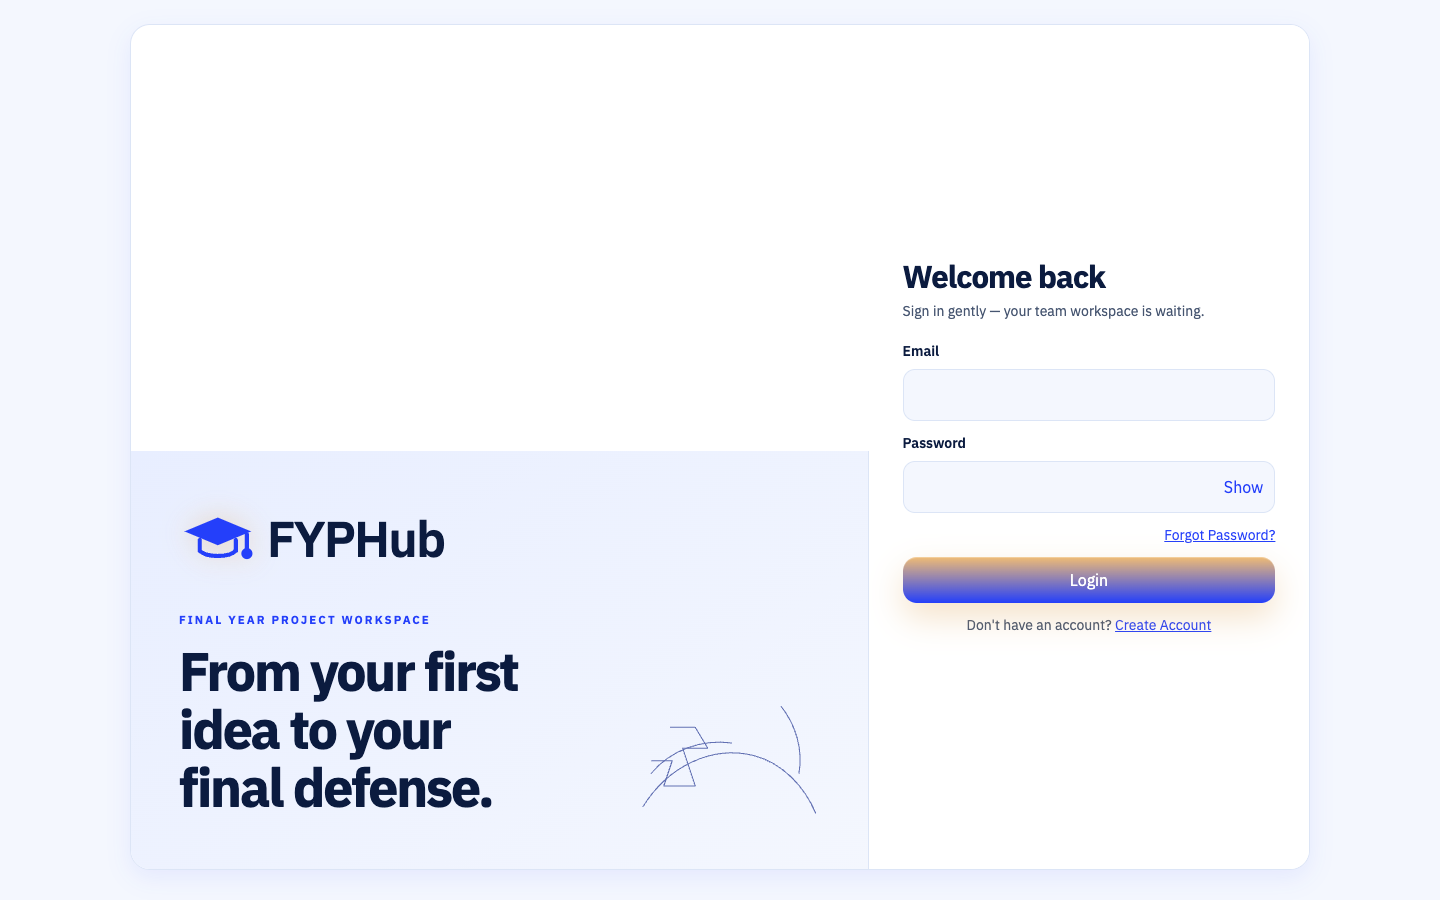 FYPHub
FINAL YEAR PROJECT WORKSPACE
From your first
idea to your
final defense.
Welcome back
Sign in gently — your team workspace is waiting.
Email
Password
Show
Forgot Password?
Login
Don't have an account? Create Account